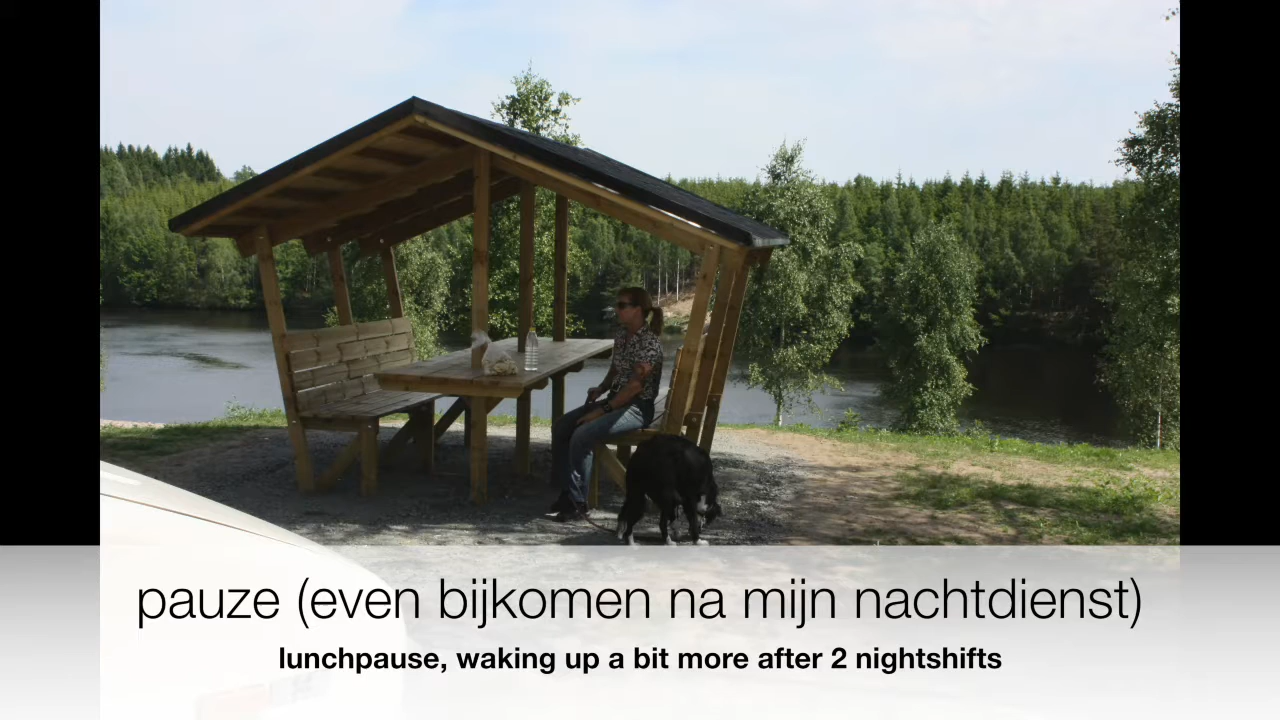 pauze (even bijkomen na mijn nachtdienst)
lunchpause, waking up a bit more after 2 nightshifts